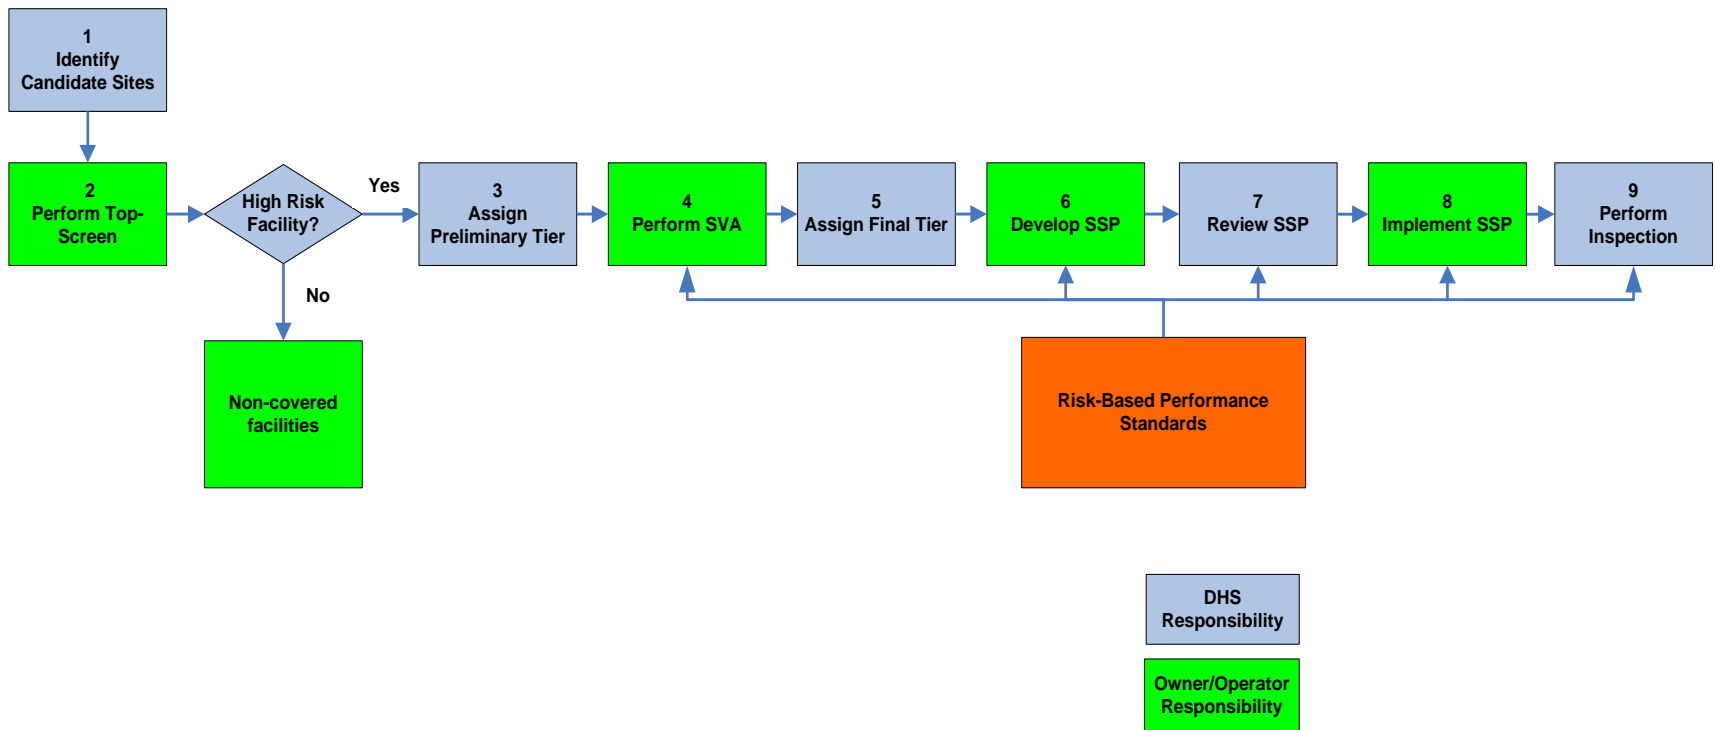 1
Identify
Candidate Sites
2
Perform Top-
Screen
High Risk
Facility?
Yes
No
3
Assign
Preliminary Tier
4
Perform SVA
5
Assign Final Tier
6
Develop SSP
7
Review SSP
8
Implement SSP
9
Perform
Inspection
Non-covered
facilities
Risk-Based Performance
Standards
DHS
Responsibility
Owner/Operator
Responsibility